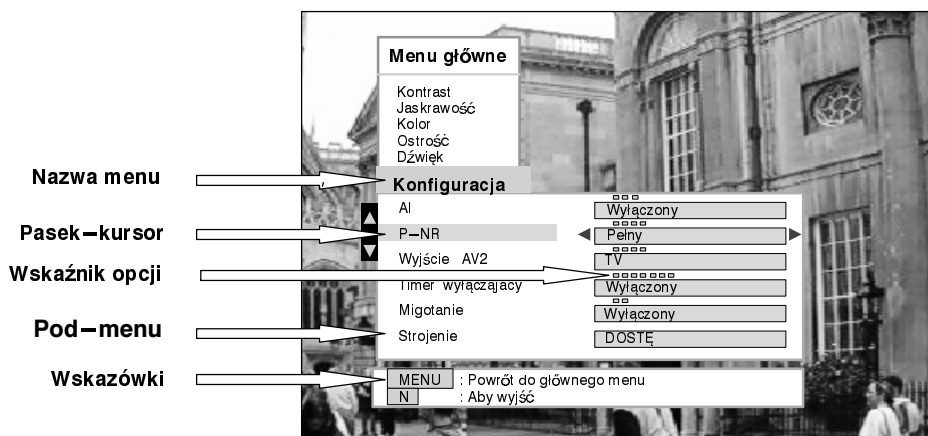 Menu główne
Kontrast
Jaskrawość
Kolor
Ostrość
Dźwięk
Nazwa menu
Konfiguracja
AI Wyłączony
Pasek-kursor
P-NR Pełny
Wyjście AV2 TV
Wskaźnik opcji
Timer wyłączający Wyłączony
Migotanie Wyłączony
Pod-menu
Strojenie DOSTĘ
Wskazówki
MENU : Powrót do głównego menu
N : Aby wyjść